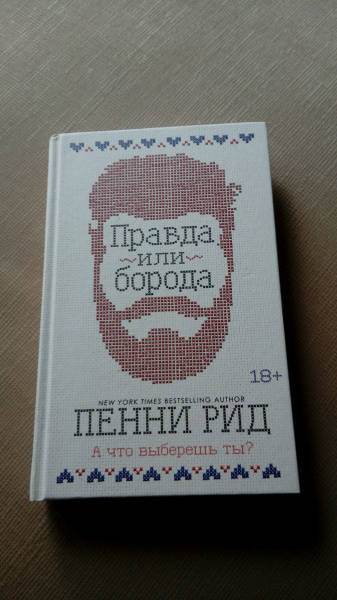 Правда
~или~
борода
18+
NEW YORK TIMES BESTSELLING AUTHOR
ПЕННИ РИД
А что выберешь ты?